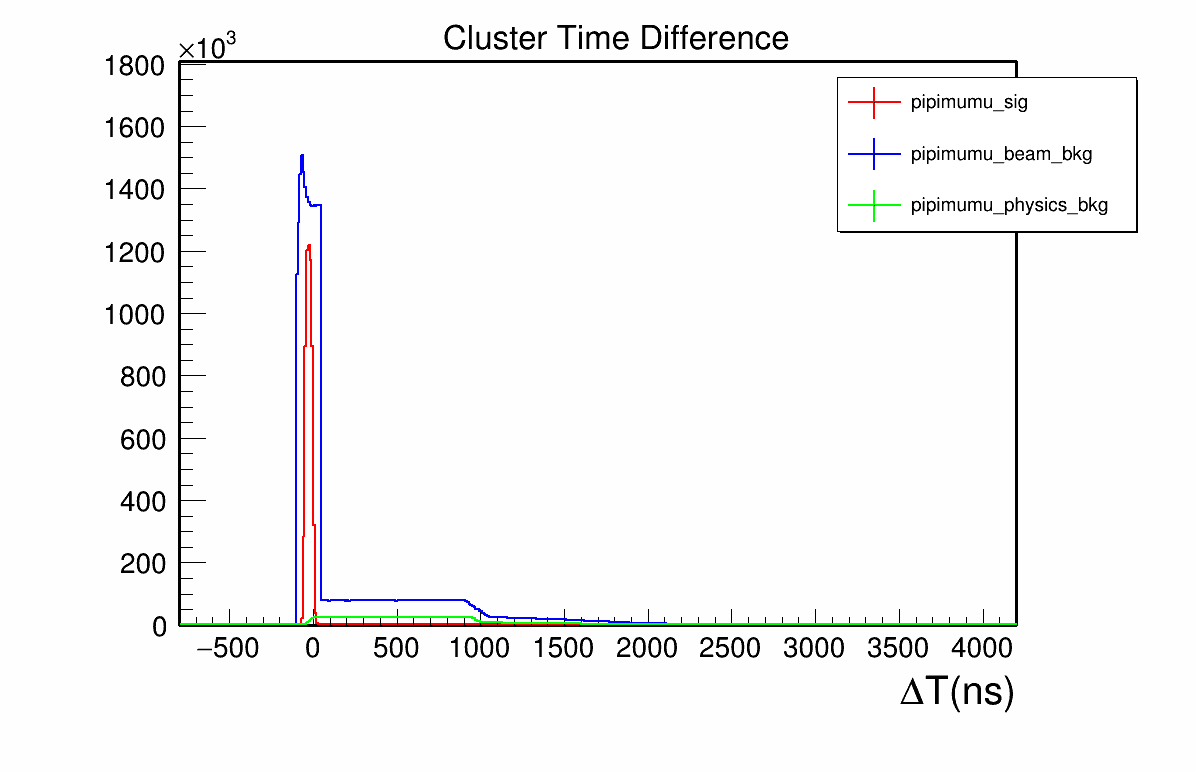 Cluster Time Difference
×10³
1800
1600
1400
1200
1000
800
600
400
200
0
pipimumu_sig
pipimumu_beam_bkg
pipimumu_physics_bkg
−500 0 500 1000 1500 2000 2500 3000 3500 4000
ΔT(ns)